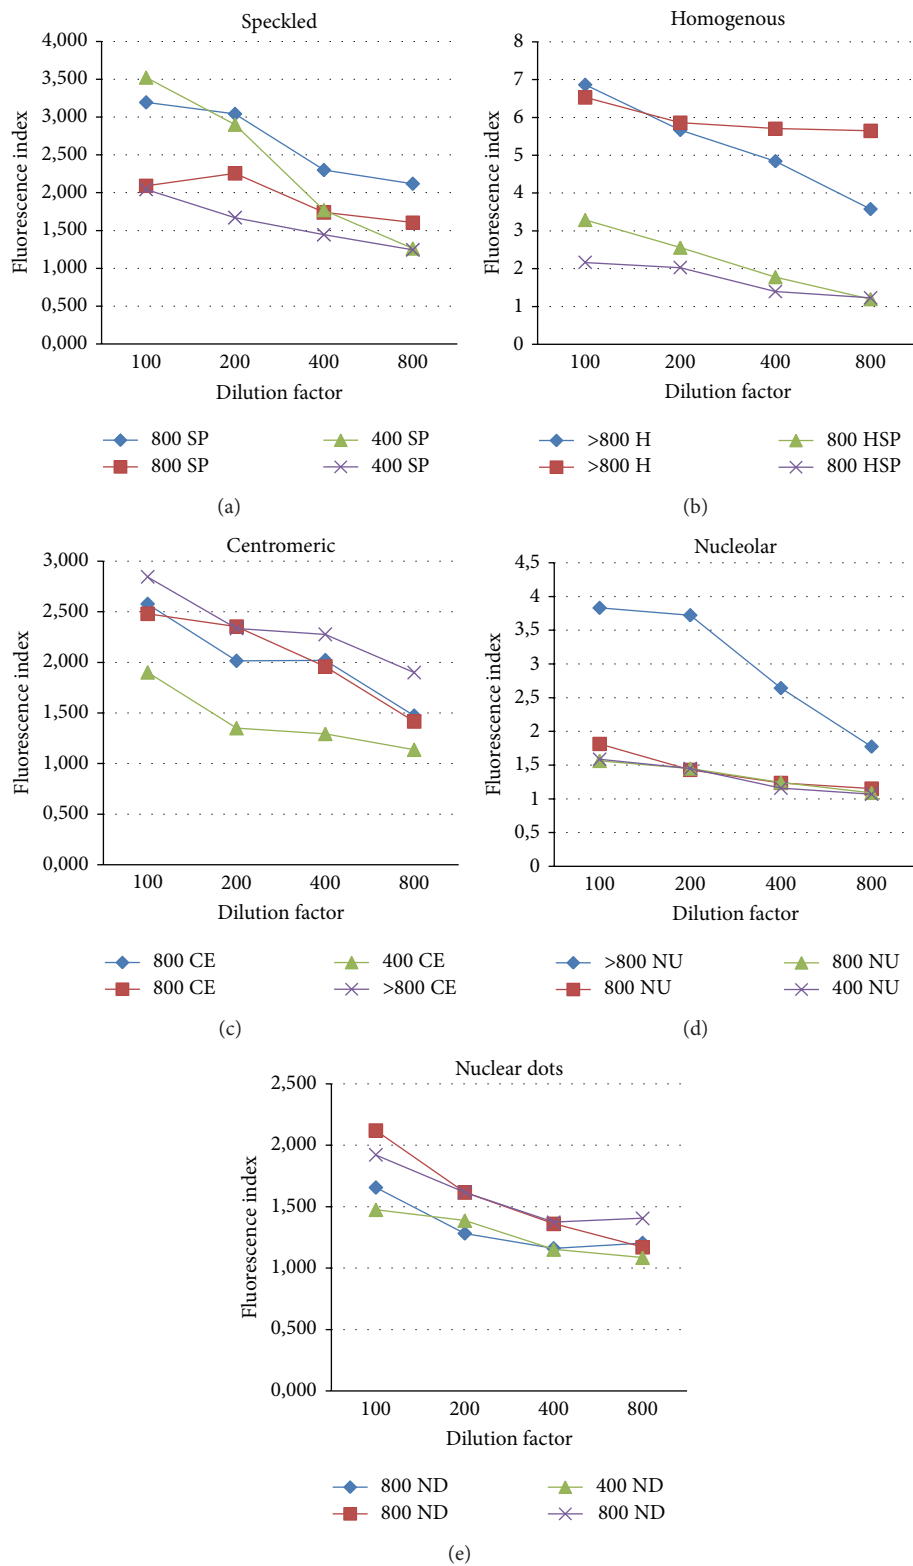 Speckled
4,000
3,500
3,000
2,500
2,000
1,500
1,000
0,500
0,000
Fluorescence index
100 200 400 800
Dilution factor
800 SP 400 SP
800 SP 400 SP
(a)
Homogenous
8
7
6
5
4
3
2
1
0
Fluorescence index
100 200 400 800
Dilution factor
>800 H 800 HSP
>800 H 800 HSP
(b)
Centromeric
3,000
2,500
2,000
1,500
1,000
0,500
0,000
Fluorescence index
100 200 400 800
Dilution factor
800 CE 400 CE
800 CE >800 CE
(c)
Nucleolar
4,5
4
3,5
3
2,5
2
1,5
1
0,5
0
Fluorescence index
100 200 400 800
Dilution factor
>800 NU 800 NU
800 NU 400 NU
(d)
Nuclear dots
2,500
2,000
1,500
1,000
0,500
0,000
Fluorescence index
100 200 400 800
Dilution factor
800 ND 400 ND
800 ND 800 ND
(e)